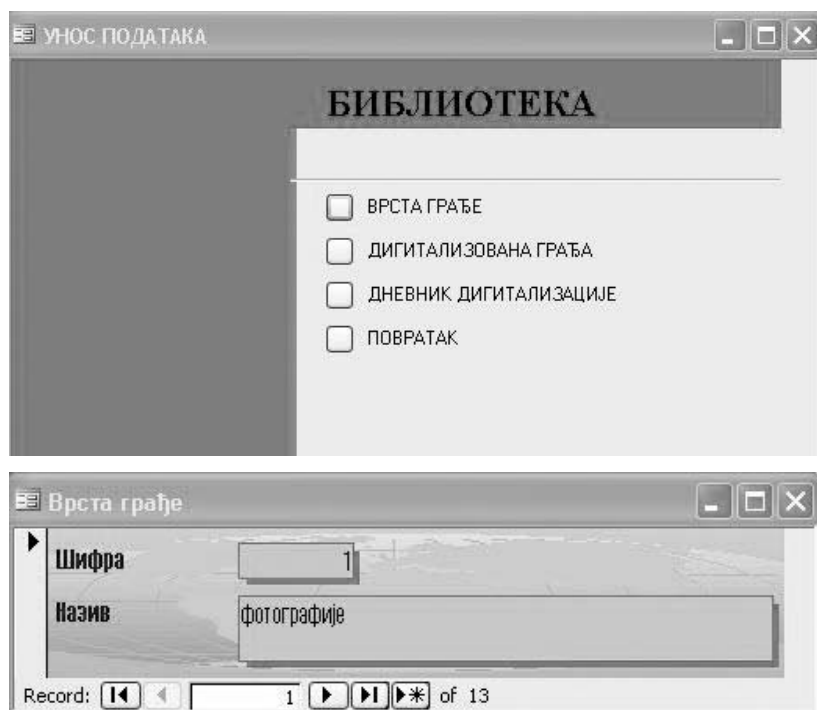 УНОС ПОДАТАКА
БИБЛИОТЕКА
ВРСТА ГРАЂЕ
ДИГИТАЛИЗОВАНА ГРАЂА
ДНЕВНИК ДИГИТАЛИЗАЦИЈЕ
ПОВРАТАК
Врста грађе
Шифра 1
Назив фотографије
Record: 1 of 13